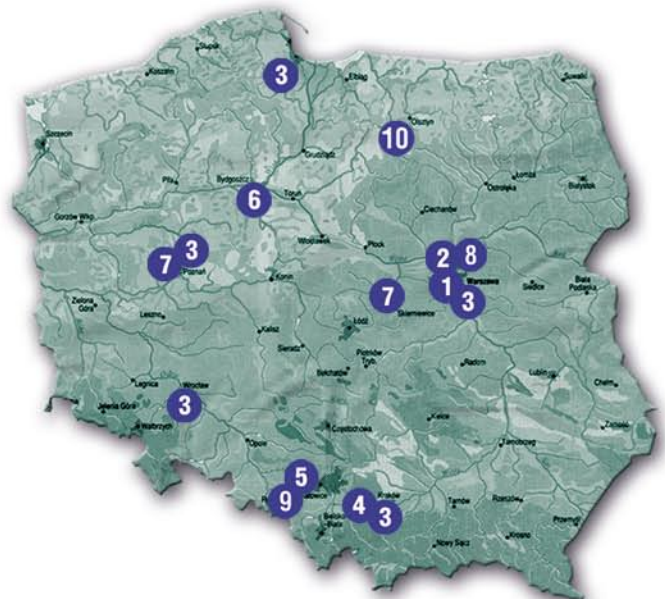 Słupsk
Koszalin
3
Elbląg
Suwałki
Olsztyn
10
Szczecin
Grudziądz
Piła
Bydgoszcz
6
Toruń
Łomża
Ostrołęka
Białystok
Ciechanów
Gorzów Wlkp.
Włocławek
Płock
3
7
Poznań
Konin
2
8
1
Warszawa
3
Siedlce
Biała
Podlaska
7
Skierniewice
Zielona
Góra
Leszno
Łódź
Kalisz
Sieradz
Piotrków
Tryb.
Radom
Bełchatów
Lublin
Chełm
Legnica
Wrocław
3
Jelenia Góra
Wałbrzych
Kielce
Zamość
Częstochowa
Opole
Tarnobrzeg
5
9
4
Kraków
3
Tarnów
Rzeszów
Bielsko
Biała
Przemyśl
Nowy Sącz
Krosno